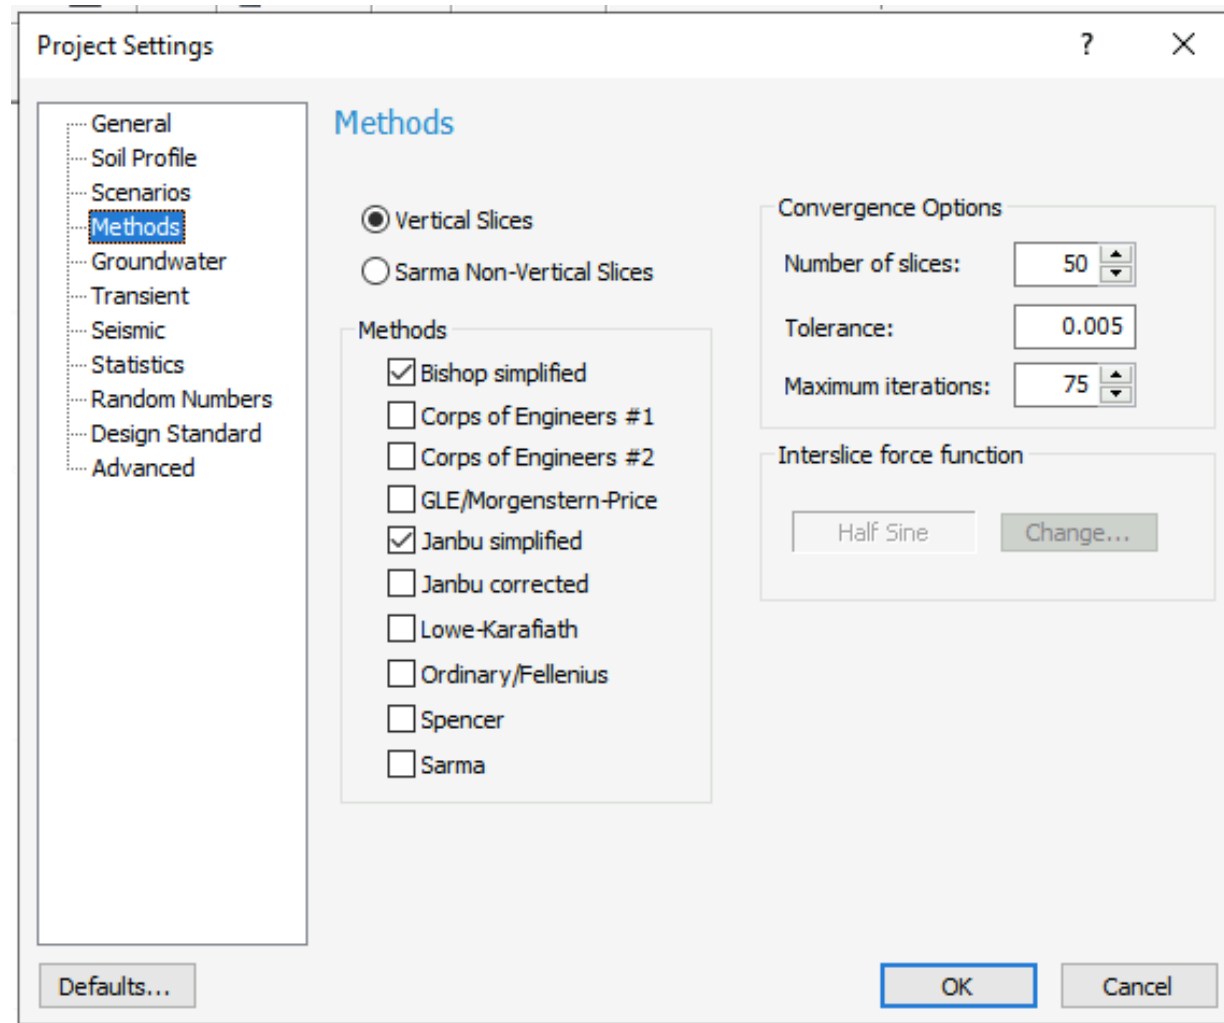 Project Settings
?
General
Soil Profile
Scenarios
Methods
Groundwater
Transient
Seismic
Statistics
Random Numbers
Design Standard
Advanced
Methods
Vertical Slices
Sarma Non-Vertical Slices
Methods
Bishop simplified
Corps of Engineers #1
Corps of Engineers #2
GLE/Morgenstern-Price
Janbu simplified
Janbu corrected
Lowe-Karafiath
Ordinary/Fellenius
Spencer
Sarma
Convergence Options
Number of slices: 50
Tolerance: 0.005
Maximum iterations: 75
Interslice force function
Half Sine Change...
Defaults... OK Cancel